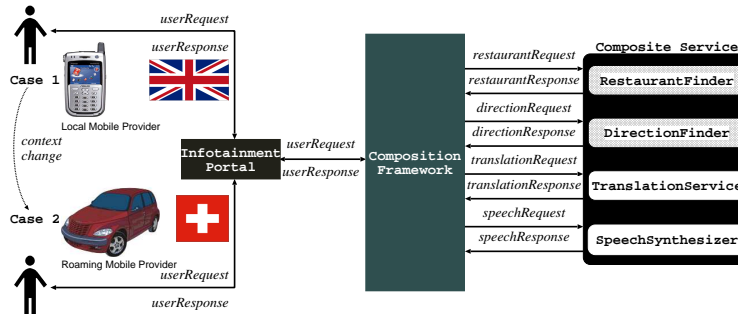 userRequest
userResponse
Case 1
Local Mobile Provider
context
change
Case 2
Roaming Mobile Provider
userRequest
userResponse
Infotainment
Portal
userRequest
userResponse
Composition
Framework
restaurantRequest
restaurantResponse
directionRequest
directionResponse
translationRequest
translationResponse
speechRequest
speechResponse
Composite Service
RestaurantFinder
DirectionFinder
TranslationService
SpeechSynthesizer